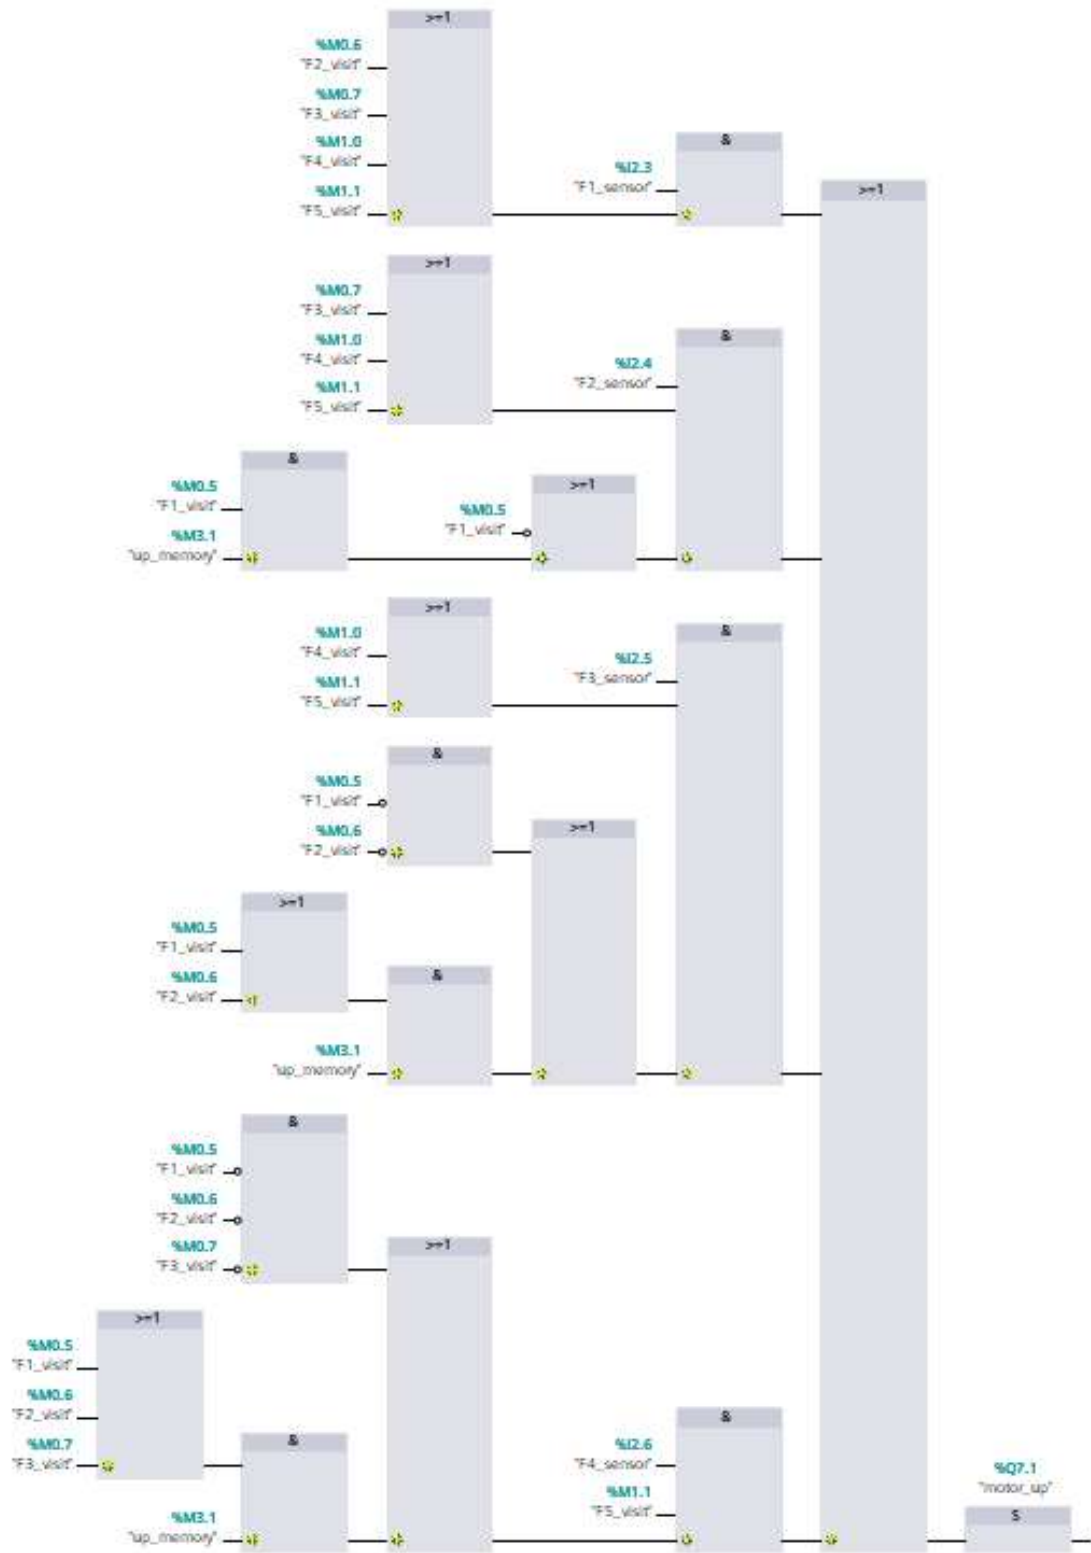 >=1
%M0.6
"F2_visit"
%M0.7
"F3_visit"
%M1.0
"F4_visit"
%M1.1
"F5_visit"
&
%I2.3
"F1_sensor"
>=1
>=1
%M0.7
"F3_visit"
%M1.0
"F4_visit"
%M1.1
"F5_visit"
&
%I2.4
"F2_sensor"
&
%M0.5
"F1_visit"
%M3.1
"up_memory"
>=1
%M0.5
"F1_visit"
>=1
%M1.0
"F4_visit"
%M1.1
"F5_visit"
&
%I2.5
"F3_sensor"
&
%M0.5
"F1_visit"
%M0.6
"F2_visit"
>=1
>=1
%M0.5
"F1_visit"
%M0.6
"F2_visit"
&
%M3.1
"up_memory"
&
%M0.5
"F1_visit"
%M0.6
"F2_visit"
%M0.7
"F3_visit"
>=1
>=1
%M0.5
"F1_visit"
%M0.6
"F2_visit"
%M0.7
"F3_visit"
&
%M3.1
"up_memory"
&
%I2.6
"F4_sensor"
%M1.1
"F5_visit"
%Q7.1
"motor_up"
S